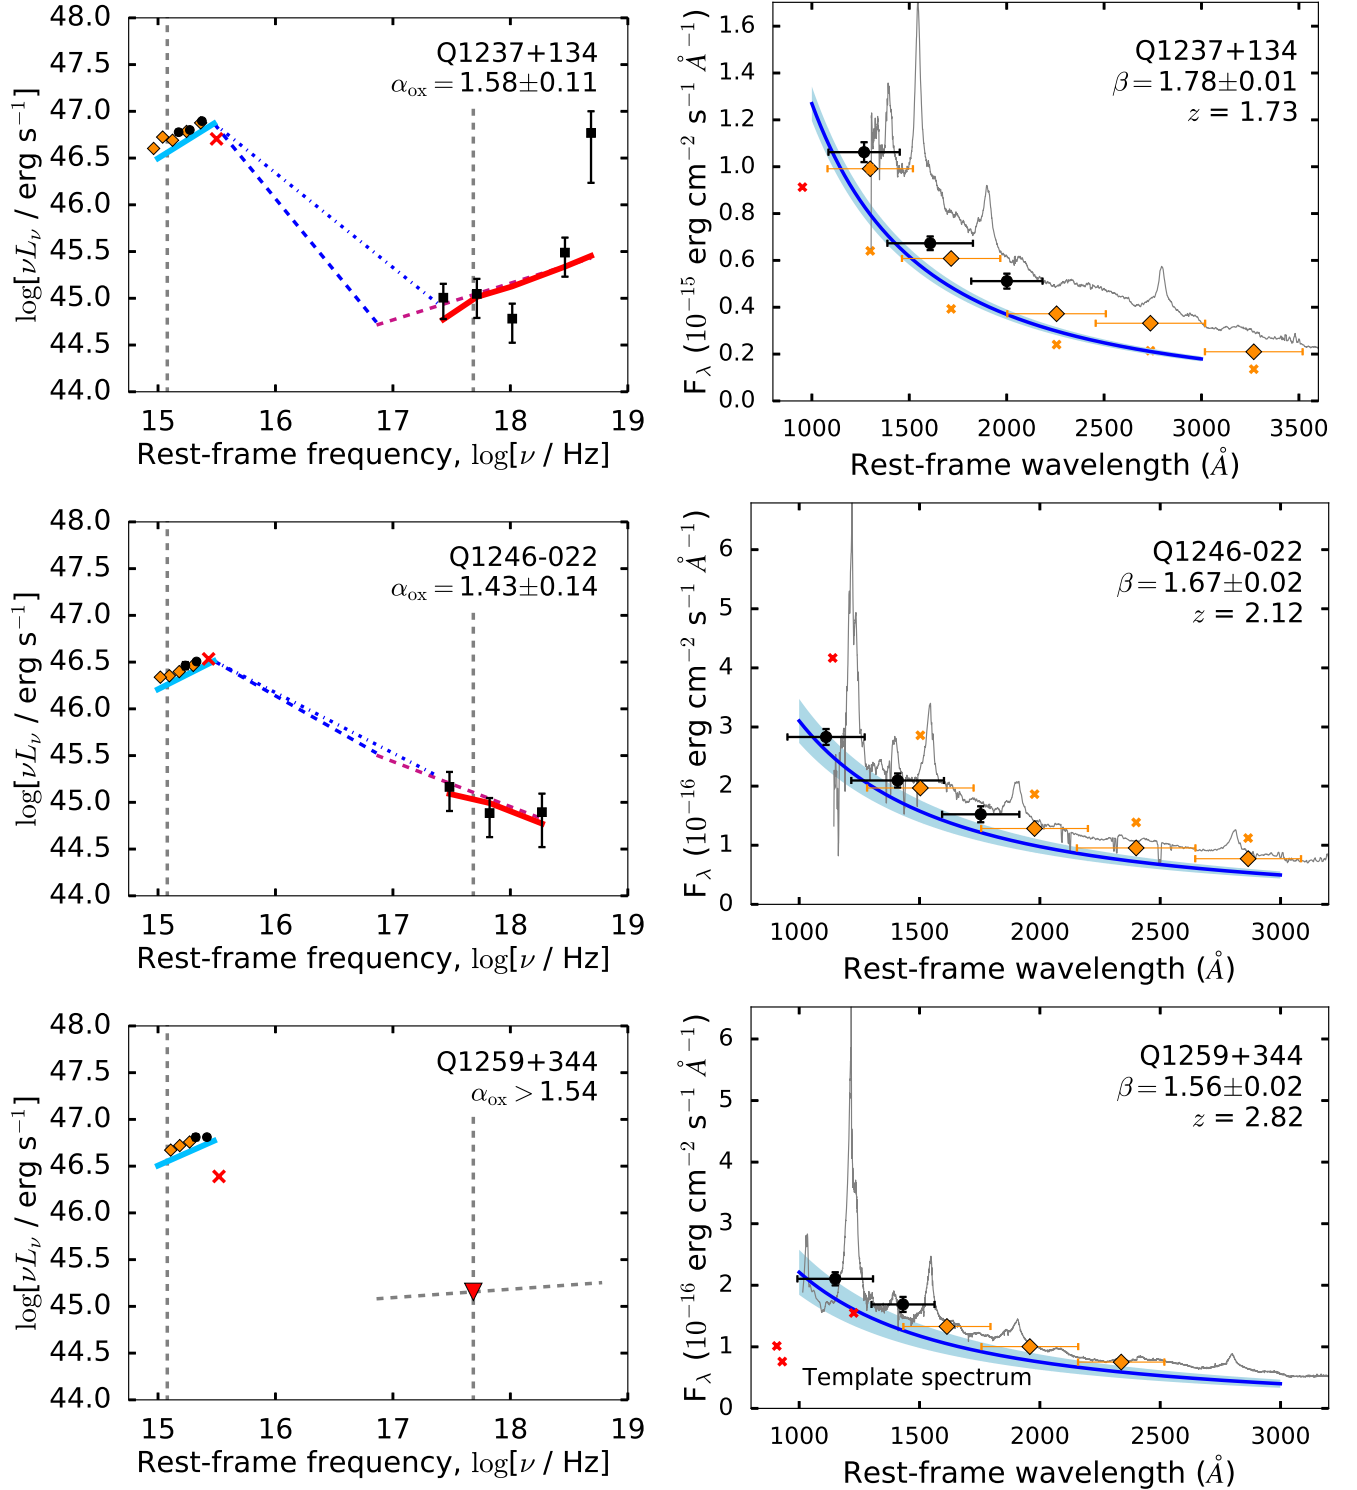 48.0
47.5
47.0
46.5
46.0
45.5
45.0
44.5
44.0
log[νLν / erg s⁻¹]
Q1237+134
αox = 1.58±0.11
15 16 17 18 19
Rest-frame frequency, log[ν / Hz]
1.6
1.4
1.2
1.0
0.8
0.6
0.4
0.2
0.0
Fλ (10⁻¹⁵ erg cm⁻² s⁻¹ Å⁻¹)
Q1237+134
β = 1.78±0.01
z = 1.73
1000 1500 2000 2500 3000 3500
Rest-frame wavelength (Å)
48.0
47.5
47.0
46.5
46.0
45.5
45.0
44.5
44.0
log[νLν / erg s⁻¹]
Q1246-022
αox = 1.43±0.14
15 16 17 18 19
Rest-frame frequency, log[ν / Hz]
6
5
4
3
2
1
0
Fλ (10⁻¹⁶ erg cm⁻² s⁻¹ Å⁻¹)
Q1246-022
β = 1.67±0.02
z = 2.12
1000 1500 2000 2500 3000
Rest-frame wavelength (Å)
48.0
47.5
47.0
46.5
46.0
45.5
45.0
44.5
44.0
log[νLν / erg s⁻¹]
Q1259+344
αox > 1.54
15 16 17 18 19
Rest-frame frequency, log[ν / Hz]
6
5
4
3
2
1
0
Fλ (10⁻¹⁶ erg cm⁻² s⁻¹ Å⁻¹)
Q1259+344
β = 1.56±0.02
z = 2.82
Template spectrum
1000 1500 2000 2500 3000
Rest-frame wavelength (Å)